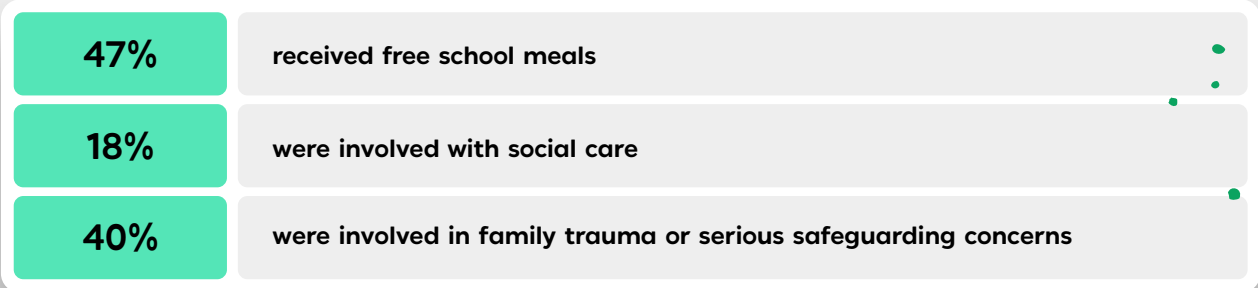 47% received free school meals
18% were involved with social care
40% were involved in family trauma or serious safeguarding concerns